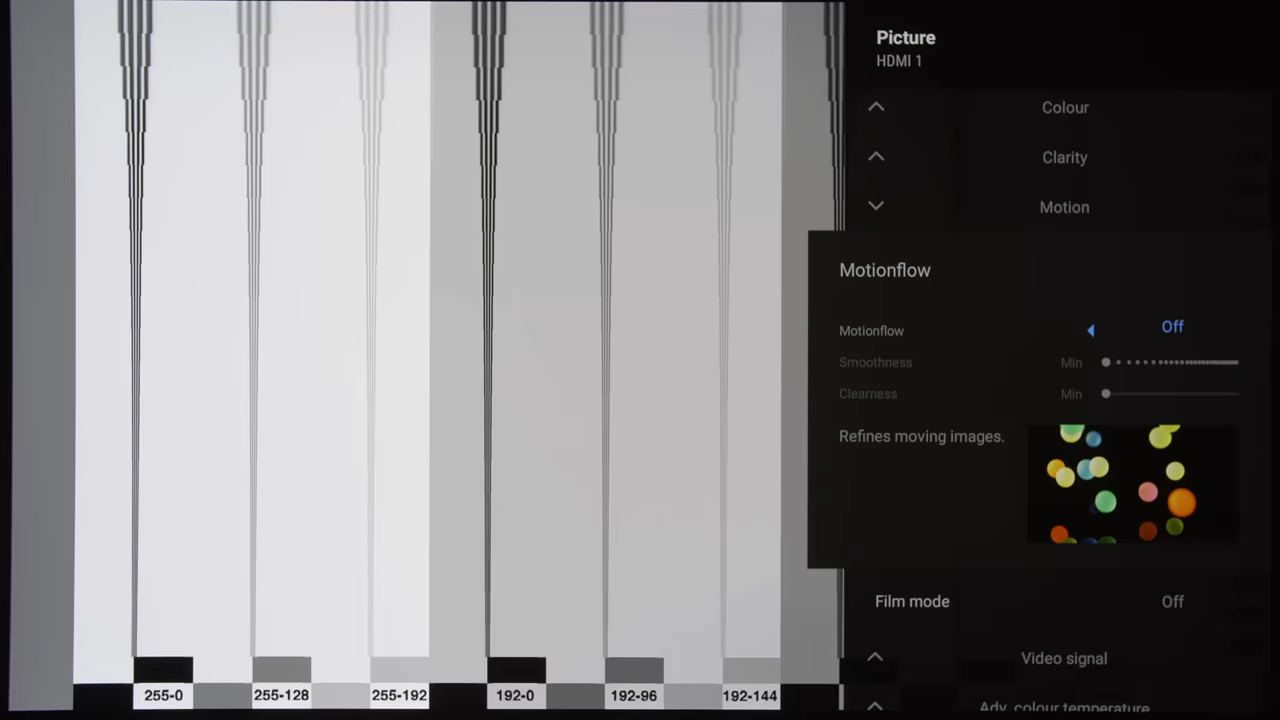 Picture
HDMI 1
Colour
Clarity
Motion
Motionflow
Motionflow
Off
Smoothness
Min
Clearness
Min
Refines moving images.
Film mode
Off
Video signal
Adv. colour temperature
255-0
255-128
255-192
192-0
192-96
192-144